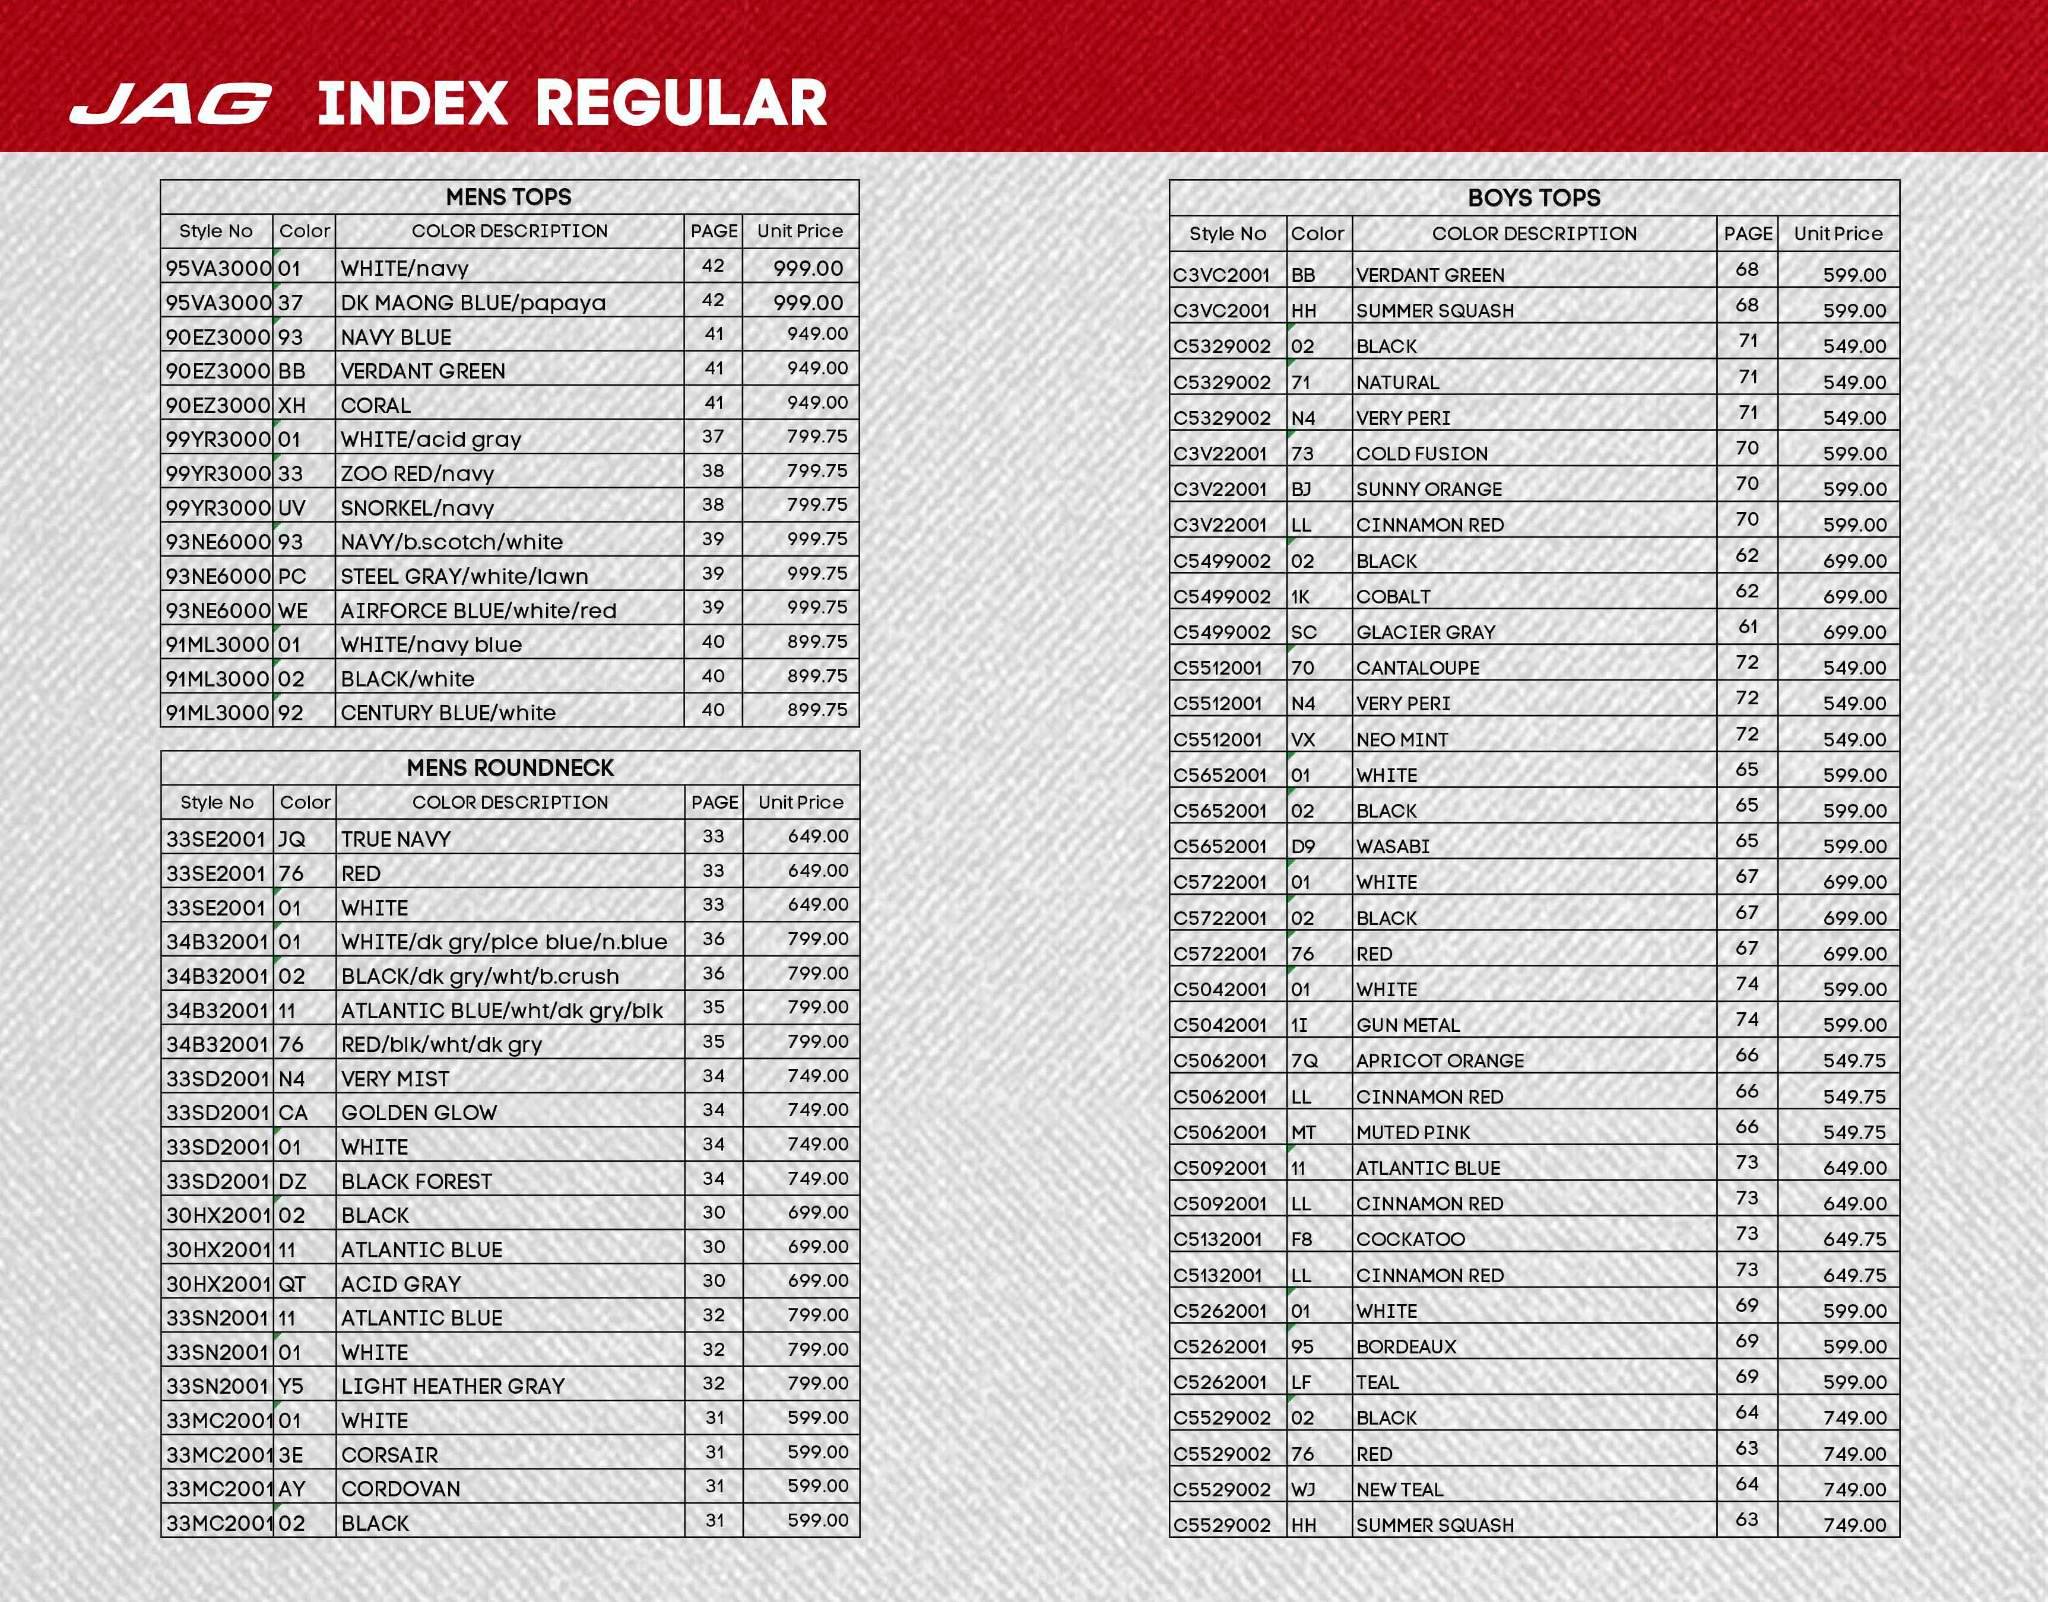 JAG INDEX REGULAR
MENS TOPS
Style No Color COLOR DESCRIPTION PAGE Unit Price
95VA3000 01 WHITE/navy 42 999.00
95VA3000 37 DK MAONG BLUE/papaya 42 999.00
90EZ3000 93 NAVY BLUE 41 949.00
90EZ3000 BB VERDANT GREEN 41 949.00
90EZ3000 XH CORAL 41 949.00
99YR3000 01 WHITE/acid gray 37 799.75
99YR3000 33 ZOO RED/navy 38 799.75
99YR3000 UV SNORKEL/navy 38 799.75
93NE6000 93 NAVY/b.scotch/white 39 999.75
93NE6000 PC STEEL GRAY/white/lawn 39 999.75
93NE6000 WE AIRFORCE BLUE/white/red 39 999.75
91ML3000 01 WHITE/navy blue 40 899.75
91ML3000 02 BLACK/white 40 899.75
91ML3000 92 CENTURY BLUE/white 40 899.75
MENS ROUNDNECK
Style No Color COLOR DESCRIPTION PAGE Unit Price
33SE2001 JQ TRUE NAVY 33 649.00
33SE2001 76 RED 33 649.00
33SE2001 01 WHITE 33 649.00
34B32001 01 WHITE/dk gry/plce blue/n.blue 36 799.00
34B32001 02 BLACK/dk gry/wht/b.crush 36 799.00
34B32001 11 ATLANTIC BLUE/wht/dk gry/blk 35 799.00
34B32001 76 RED/blk/wht/dk gry 35 799.00
33SD2001 N4 VERY MIST 34 749.00
33SD2001 CA GOLDEN GLOW 34 749.00
33SD2001 01 WHITE 34 749.00
33SD2001 DZ BLACK FOREST 34 749.00
30HX2001 02 BLACK 30 699.00
30HX2001 11 ATLANTIC BLUE 30 699.00
30HX2001 QT ACID GRAY 30 699.00
33SN2001 11 ATLANTIC BLUE 32 799.00
33SN2001 01 WHITE 32 799.00
33SN2001 Y5 LIGHT HEATHER GRAY 32 799.00
33MC2001 01 WHITE 31 599.00
33MC2001 3E CORSAIR 31 599.00
33MC2001 AY CORDOVAN 31 599.00
33MC2001 02 BLACK 31 599.00
BOYS TOPS
Style No Color COLOR DESCRIPTION PAGE Unit Price
C3VC2001 BB VERDANT GREEN 68 599.00
C3VC2001 HH SUMMER SQUASH 68 599.00
C5329002 02 BLACK 71 549.00
C5329002 71 NATURAL 71 549.00
C5329002 N4 VERY PERI 71 549.00
C3V22001 73 COLD FUSION 70 599.00
C3V22001 BJ SUNNY ORANGE 70 599.00
C3V22001 LL CINNAMON RED 70 599.00
C5499002 02 BLACK 62 699.00
C5499002 1K COBALT 62 699.00
C5499002 SC GLACIER GRAY 61 699.00
C5512001 70 CANTALOUPE 72 549.00
C5512001 N4 VERY PERI 72 549.00
C5512001 VX NEO MINT 72 549.00
C5652001 01 WHITE 65 599.00
C5652001 02 BLACK 65 599.00
C5652001 D9 WASABI 65 599.00
C5722001 01 WHITE 67 699.00
C5722001 02 BLACK 67 699.00
C5722001 76 RED 67 699.00
C5042001 01 WHITE 74 599.00
C5042001 1I GUN METAL 74 599.00
C5062001 7Q APRICOT ORANGE 66 549.75
C5062001 LL CINNAMON RED 66 549.75
C5062001 MT MUTED PINK 66 549.75
C5092001 11 ATLANTIC BLUE 73 649.00
C5092001 LL CINNAMON RED 73 649.00
C5132001 F8 COCKATOO 73 649.75
C5132001 LL CINNAMON RED 73 649.75
C5262001 01 WHITE 69 599.00
C5262001 95 BORDEAUX 69 599.00
C5262001 LF TEAL 69 599.00
C5529002 02 BLACK 64 749.00
C5529002 76 RED 63 749.00
C5529002 WJ NEW TEAL 64 749.00
C5529002 HH SUMMER SQUASH 63 749.00